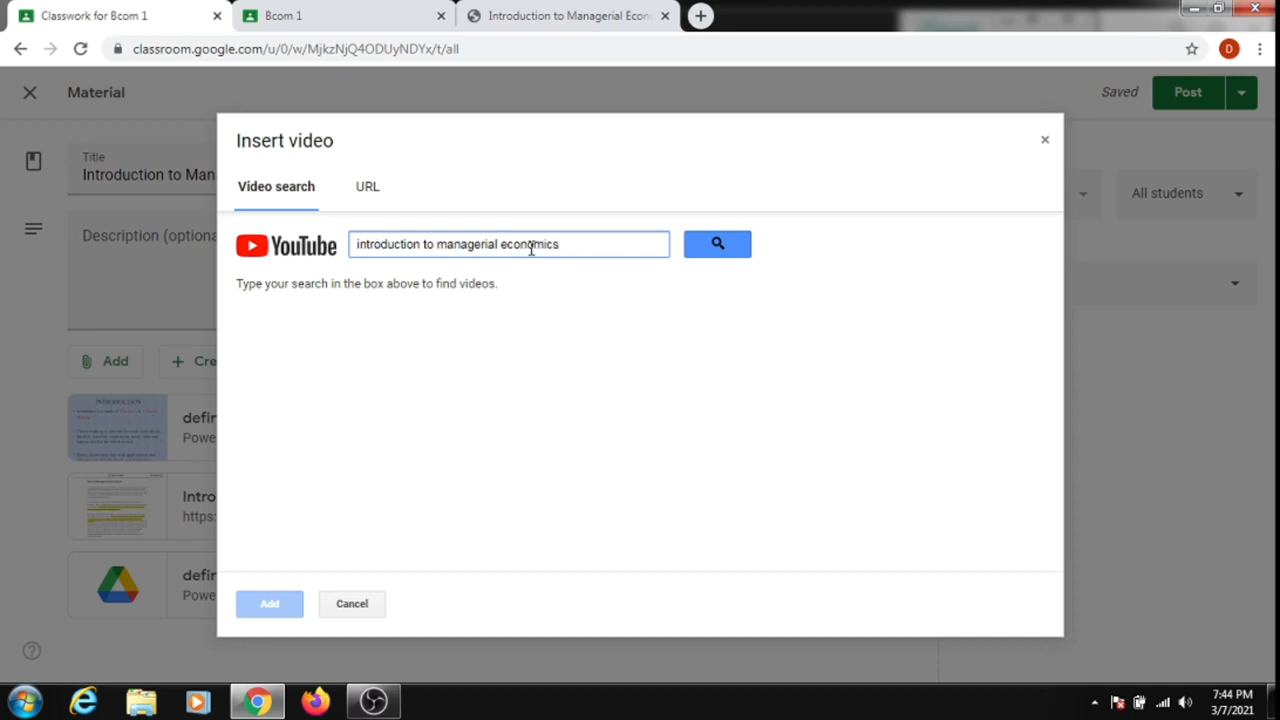 Classwork for Bcom 1
Bcom 1
Introduction to Managerial Econ
classroom.google.com/u/0/w/MjkzNjQ4ODUyNDYx/t/all
D
Material
Saved
Post
Insert video
Title
Introduction to Man
Video search
URL
All students
Description (optiona
YouTube
introduction to managerial economics
Type your search in the box above to find videos.
Add
Cre
INTRODUCTION
defin
Powe
Intro
https:
defin
Powe
Add
Cancel
7:44 PM
3/7/2021